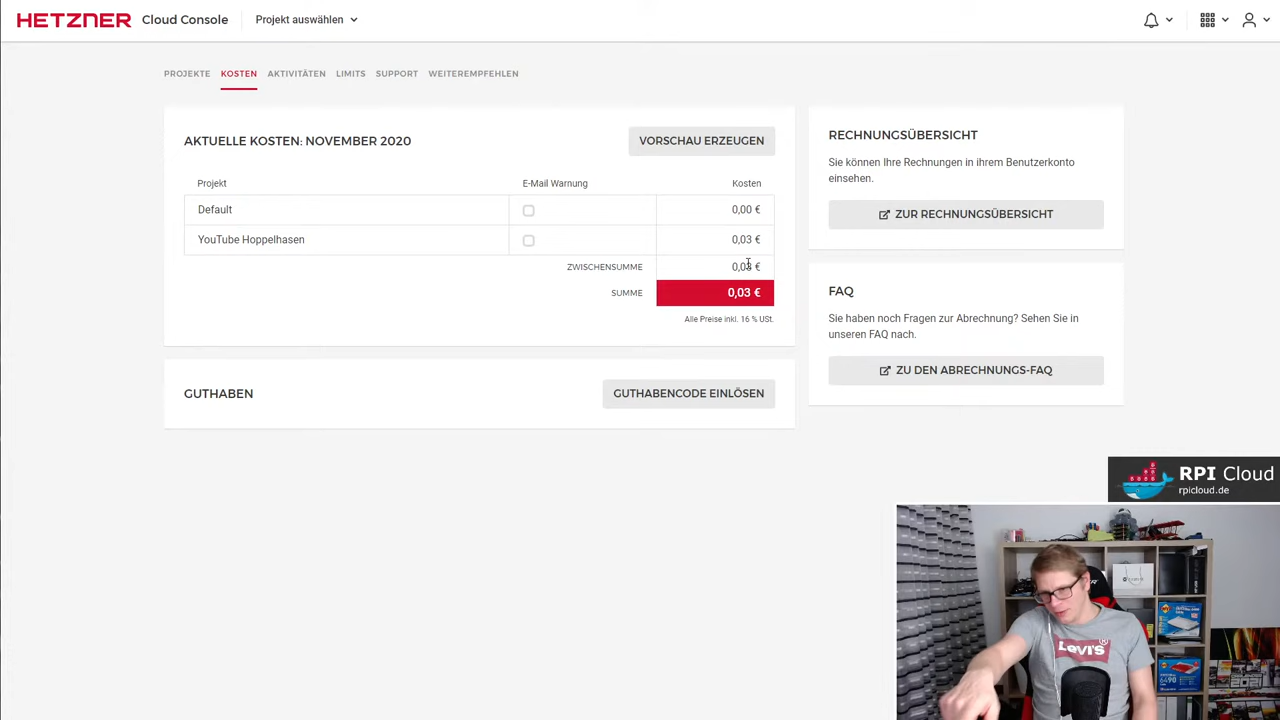 HETZNER Cloud Console Projekt auswählen
PROJEKTE KOSTEN AKTIVITÄTEN LIMITS SUPPORT WEITEREMPFEHLEN
AKTUELLE KOSTEN: NOVEMBER 2020
VORSCHAU ERZEUGEN
Projekt E-Mail Warnung Kosten
Default 0,00 €
YouTube Hoppelhasen 0,03 €
ZWISCHENSUMME 0,03 €
SUMME 0,03 €
Alle Preise inkl. 16 % USt.
GUTHABEN
GUTHABENCODE EINLÖSEN
RECHNUNGSÜBERSICHT
Sie können Ihre Rechnungen in ihrem Benutzerkonto
einsehen.
ZUR RECHNUNGSÜBERSICHT
FAQ
Sie haben noch Fragen zur Abrechnung? Sehen Sie in
unseren FAQ nach.
ZU DEN ABRECHNUNGS-FAQ
RPI Cloud
rpicloud.de
Levi's®